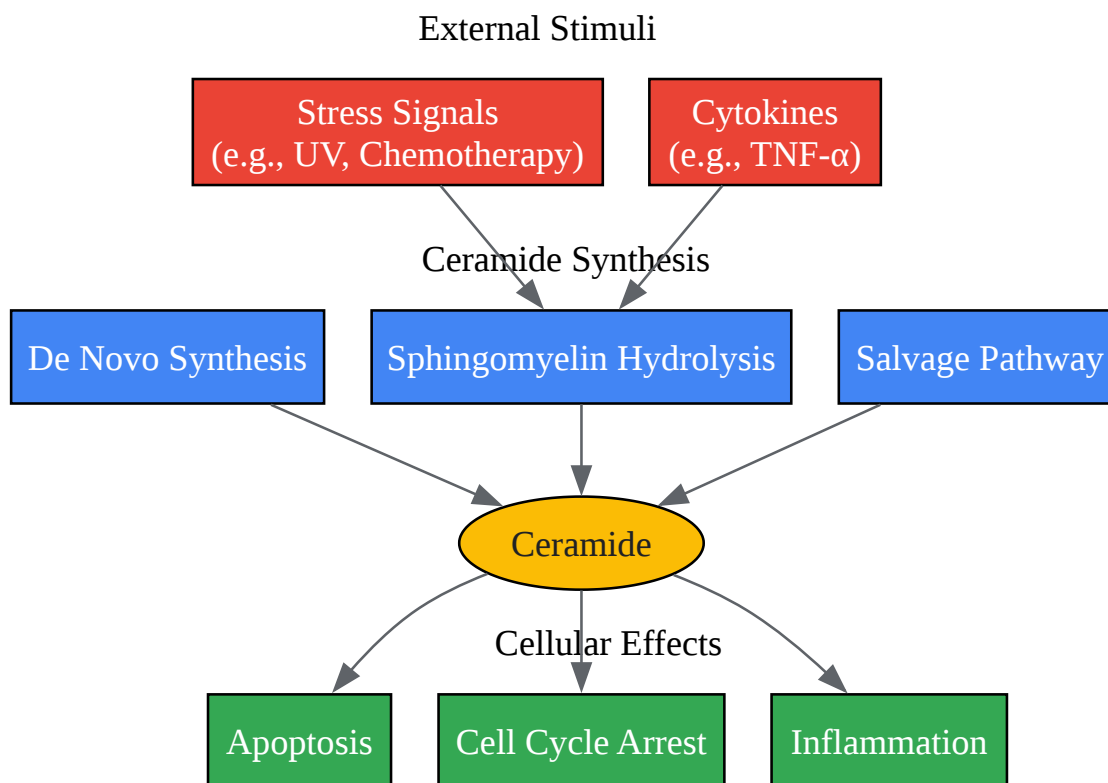 External Stimuli
Stress Signals
(e.g., UV, Chemotherapy)
Cytokines
(e.g., TNF-α)
Ceramide Synthesis
De Novo Synthesis
Sphingomyelin Hydrolysis
Salvage Pathway
Ceramide
Cellular Effects
Apoptosis
Cell Cycle Arrest
Inflammation